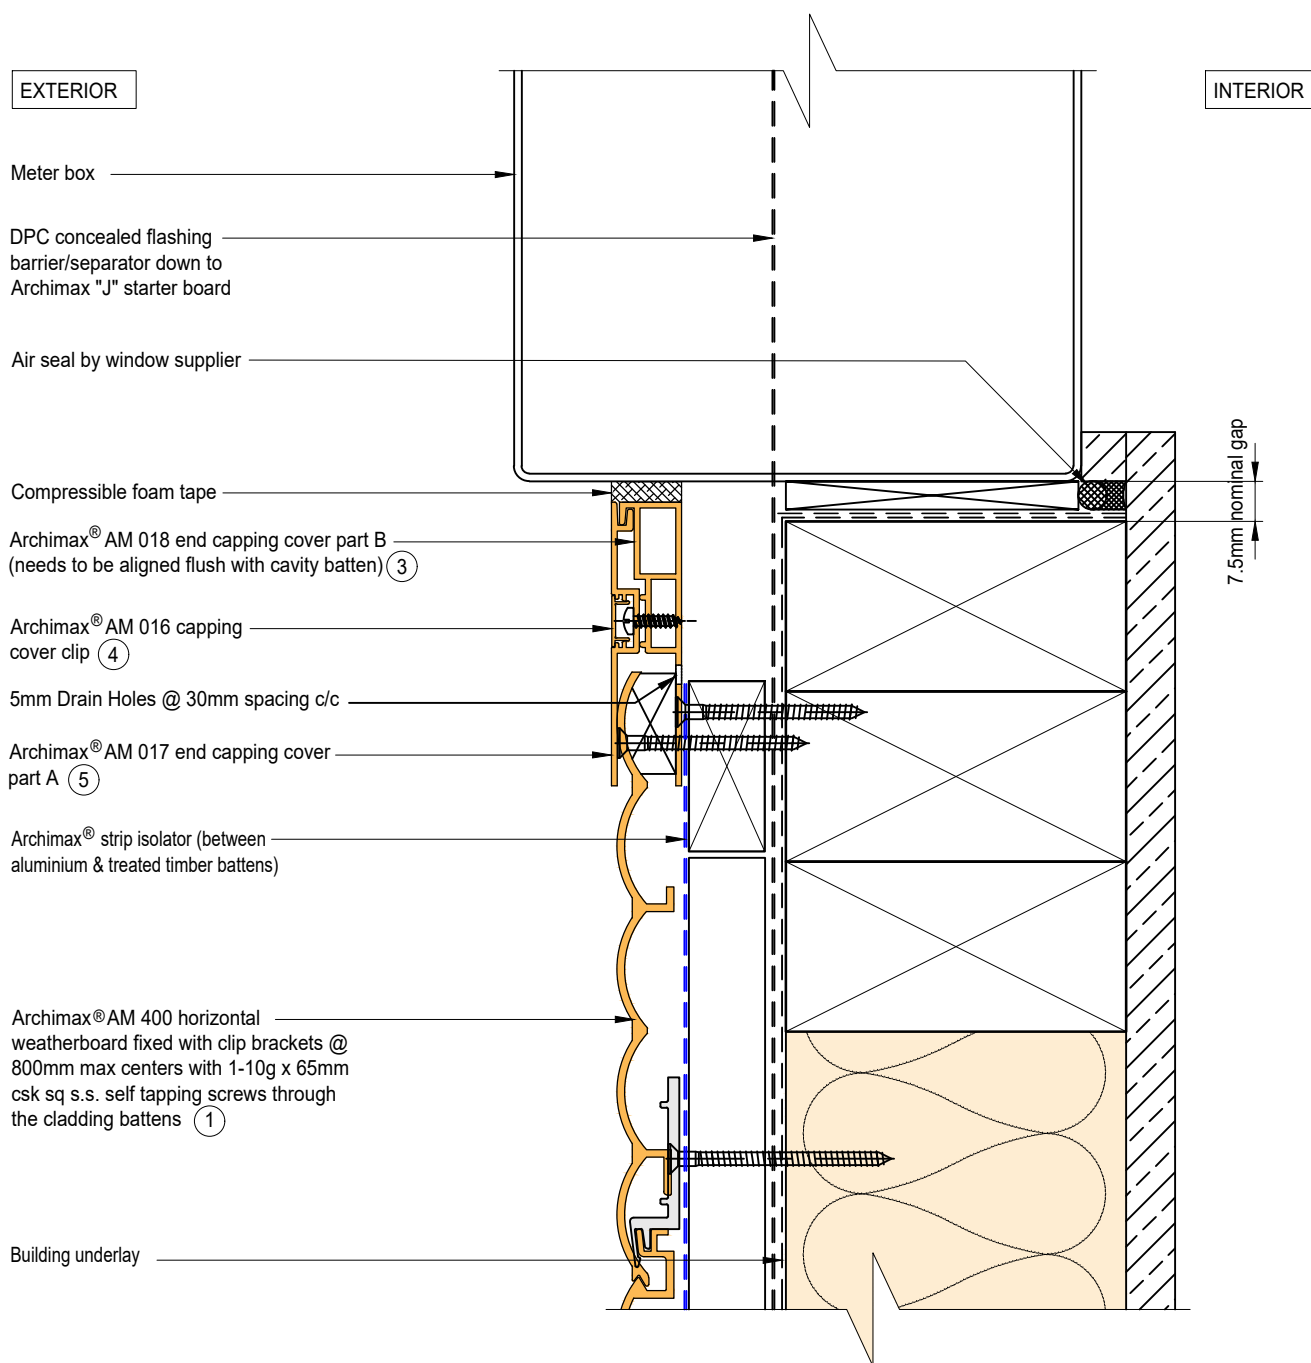 EXTERIOR
INTERIOR
Meter box
DPC concealed flashing
barrier/separator down to
Archimax "J" starter board
Air seal by window supplier
7.5mm nominal gap
Compressible foam tape
Archimax® AM 018 end capping cover part B
(needs to be aligned flush with cavity batten) 3
Archimax® AM 016 capping
cover clip 4
5mm Drain Holes @ 30mm spacing c/c
Archimax® AM 017 end capping cover
part A 5
Archimax® strip isolator (between
aluminium & treated timber battens)
Archimax® AM 400 horizontal
weatherboard fixed with clip brackets @
800mm max centers with 1-10g x 65mm
csk sq s.s. self tapping screws through
the cladding battens 1
Building underlay